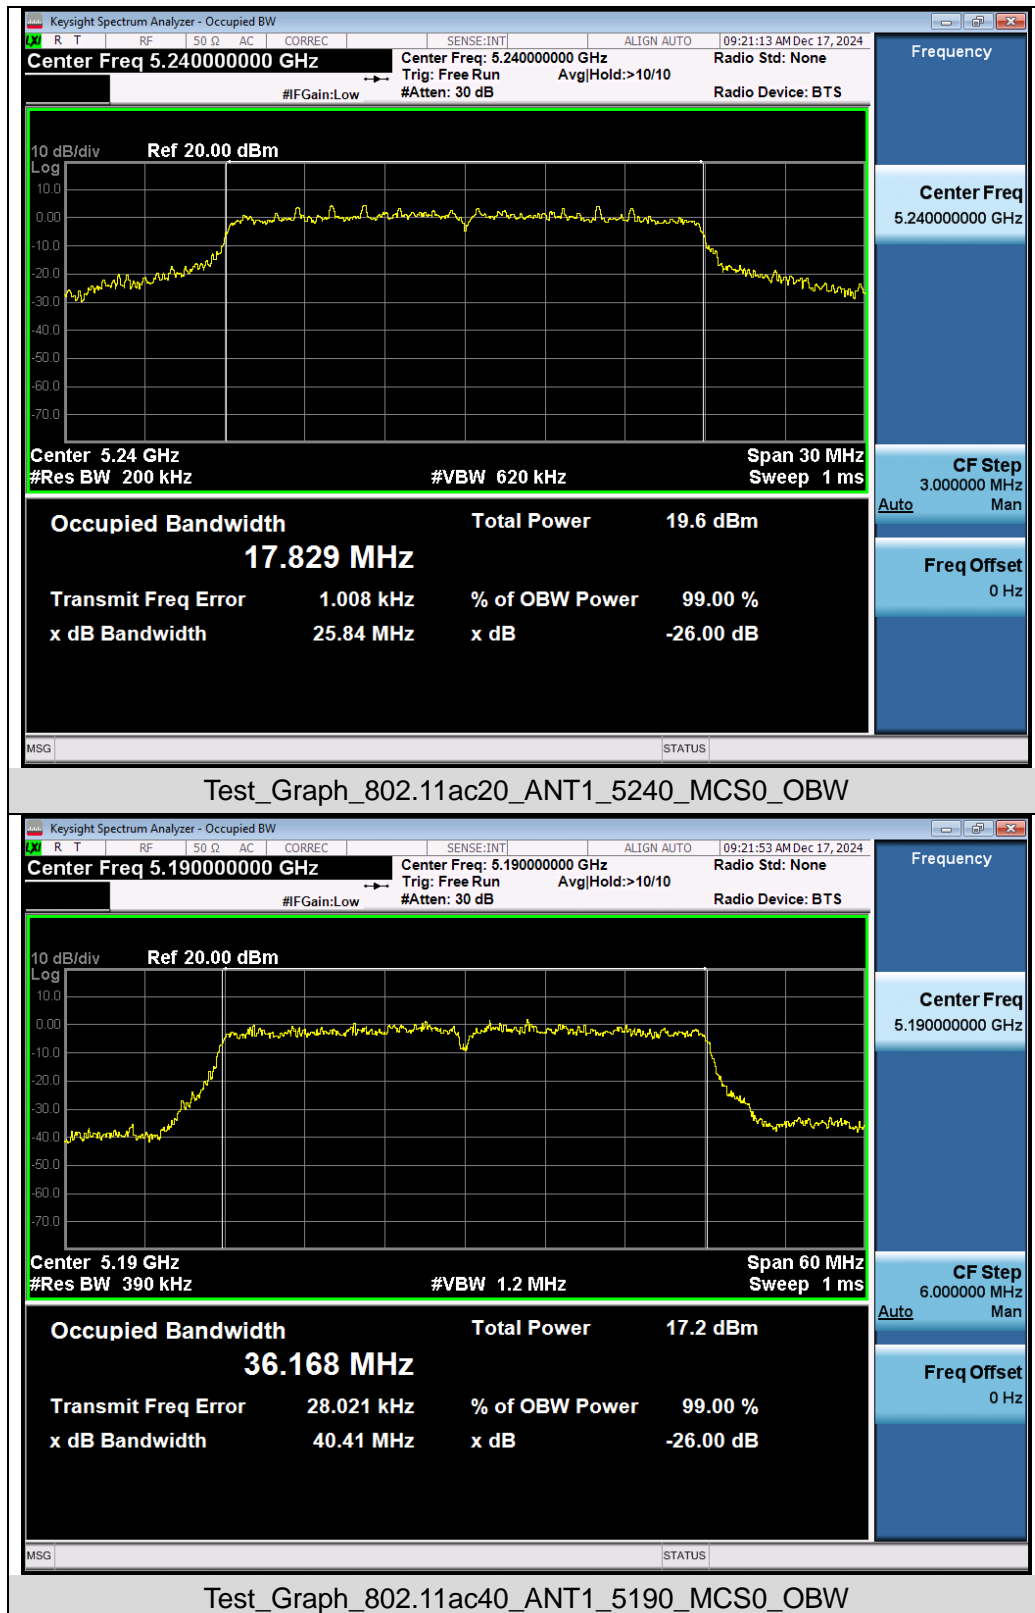 Keysight Spectrum Analyzer - Occupied BW
LXI R T RF 50 Ω AC CORREC SENSE:INT ALIGN AUTO 09:21:13 AM Dec 17, 2024
Center Freq 5.240000000 GHz
Center Freq: 5.240000000 GHz
Radio Std: None
Trig: Free Run Avg|Hold:>10/10
#IFGain:Low
#Atten: 30 dB
Radio Device: BTS
Frequency
10 dB/div Ref 20.00 dBm
Log
10.0
0.00
-10.0
-20.0
-30.0
-40.0
-50.0
-60.0
-70.0
Center 5.24 GHz
Span 30 MHz
#Res BW 200 kHz
#VBW 620 kHz
Sweep 1 ms
Center Freq
5.240000000 GHz
CF Step
3.000000 MHz
Auto Man
Freq Offset
0 Hz
Occupied Bandwidth
Total Power 19.6 dBm
17.829 MHz
Transmit Freq Error 1.008 kHz
% of OBW Power 99.00 %
x dB Bandwidth 25.84 MHz
x dB -26.00 dB
MSG STATUS
Test_Graph_802.11ac20_ANT1_5240_MCS0_OBW
Keysight Spectrum Analyzer - Occupied BW
LXI R T RF 50 Ω AC CORREC SENSE:INT ALIGN AUTO 09:21:53 AM Dec 17, 2024
Center Freq 5.190000000 GHz
Center Freq: 5.190000000 GHz
Radio Std: None
Trig: Free Run Avg|Hold:>10/10
#IFGain:Low
#Atten: 30 dB
Radio Device: BTS
Frequency
10 dB/div Ref 20.00 dBm
Log
10.0
0.00
-10.0
-20.0
-30.0
-40.0
-50.0
-60.0
-70.0
Center 5.19 GHz
Span 60 MHz
#Res BW 390 kHz
#VBW 1.2 MHz
Sweep 1 ms
Center Freq
5.190000000 GHz
CF Step
6.000000 MHz
Auto Man
Freq Offset
0 Hz
Occupied Bandwidth
Total Power 17.2 dBm
36.168 MHz
Transmit Freq Error 28.021 kHz
% of OBW Power 99.00 %
x dB Bandwidth 40.41 MHz
x dB -26.00 dB
MSG STATUS
Test_Graph_802.11ac40_ANT1_5190_MCS0_OBW